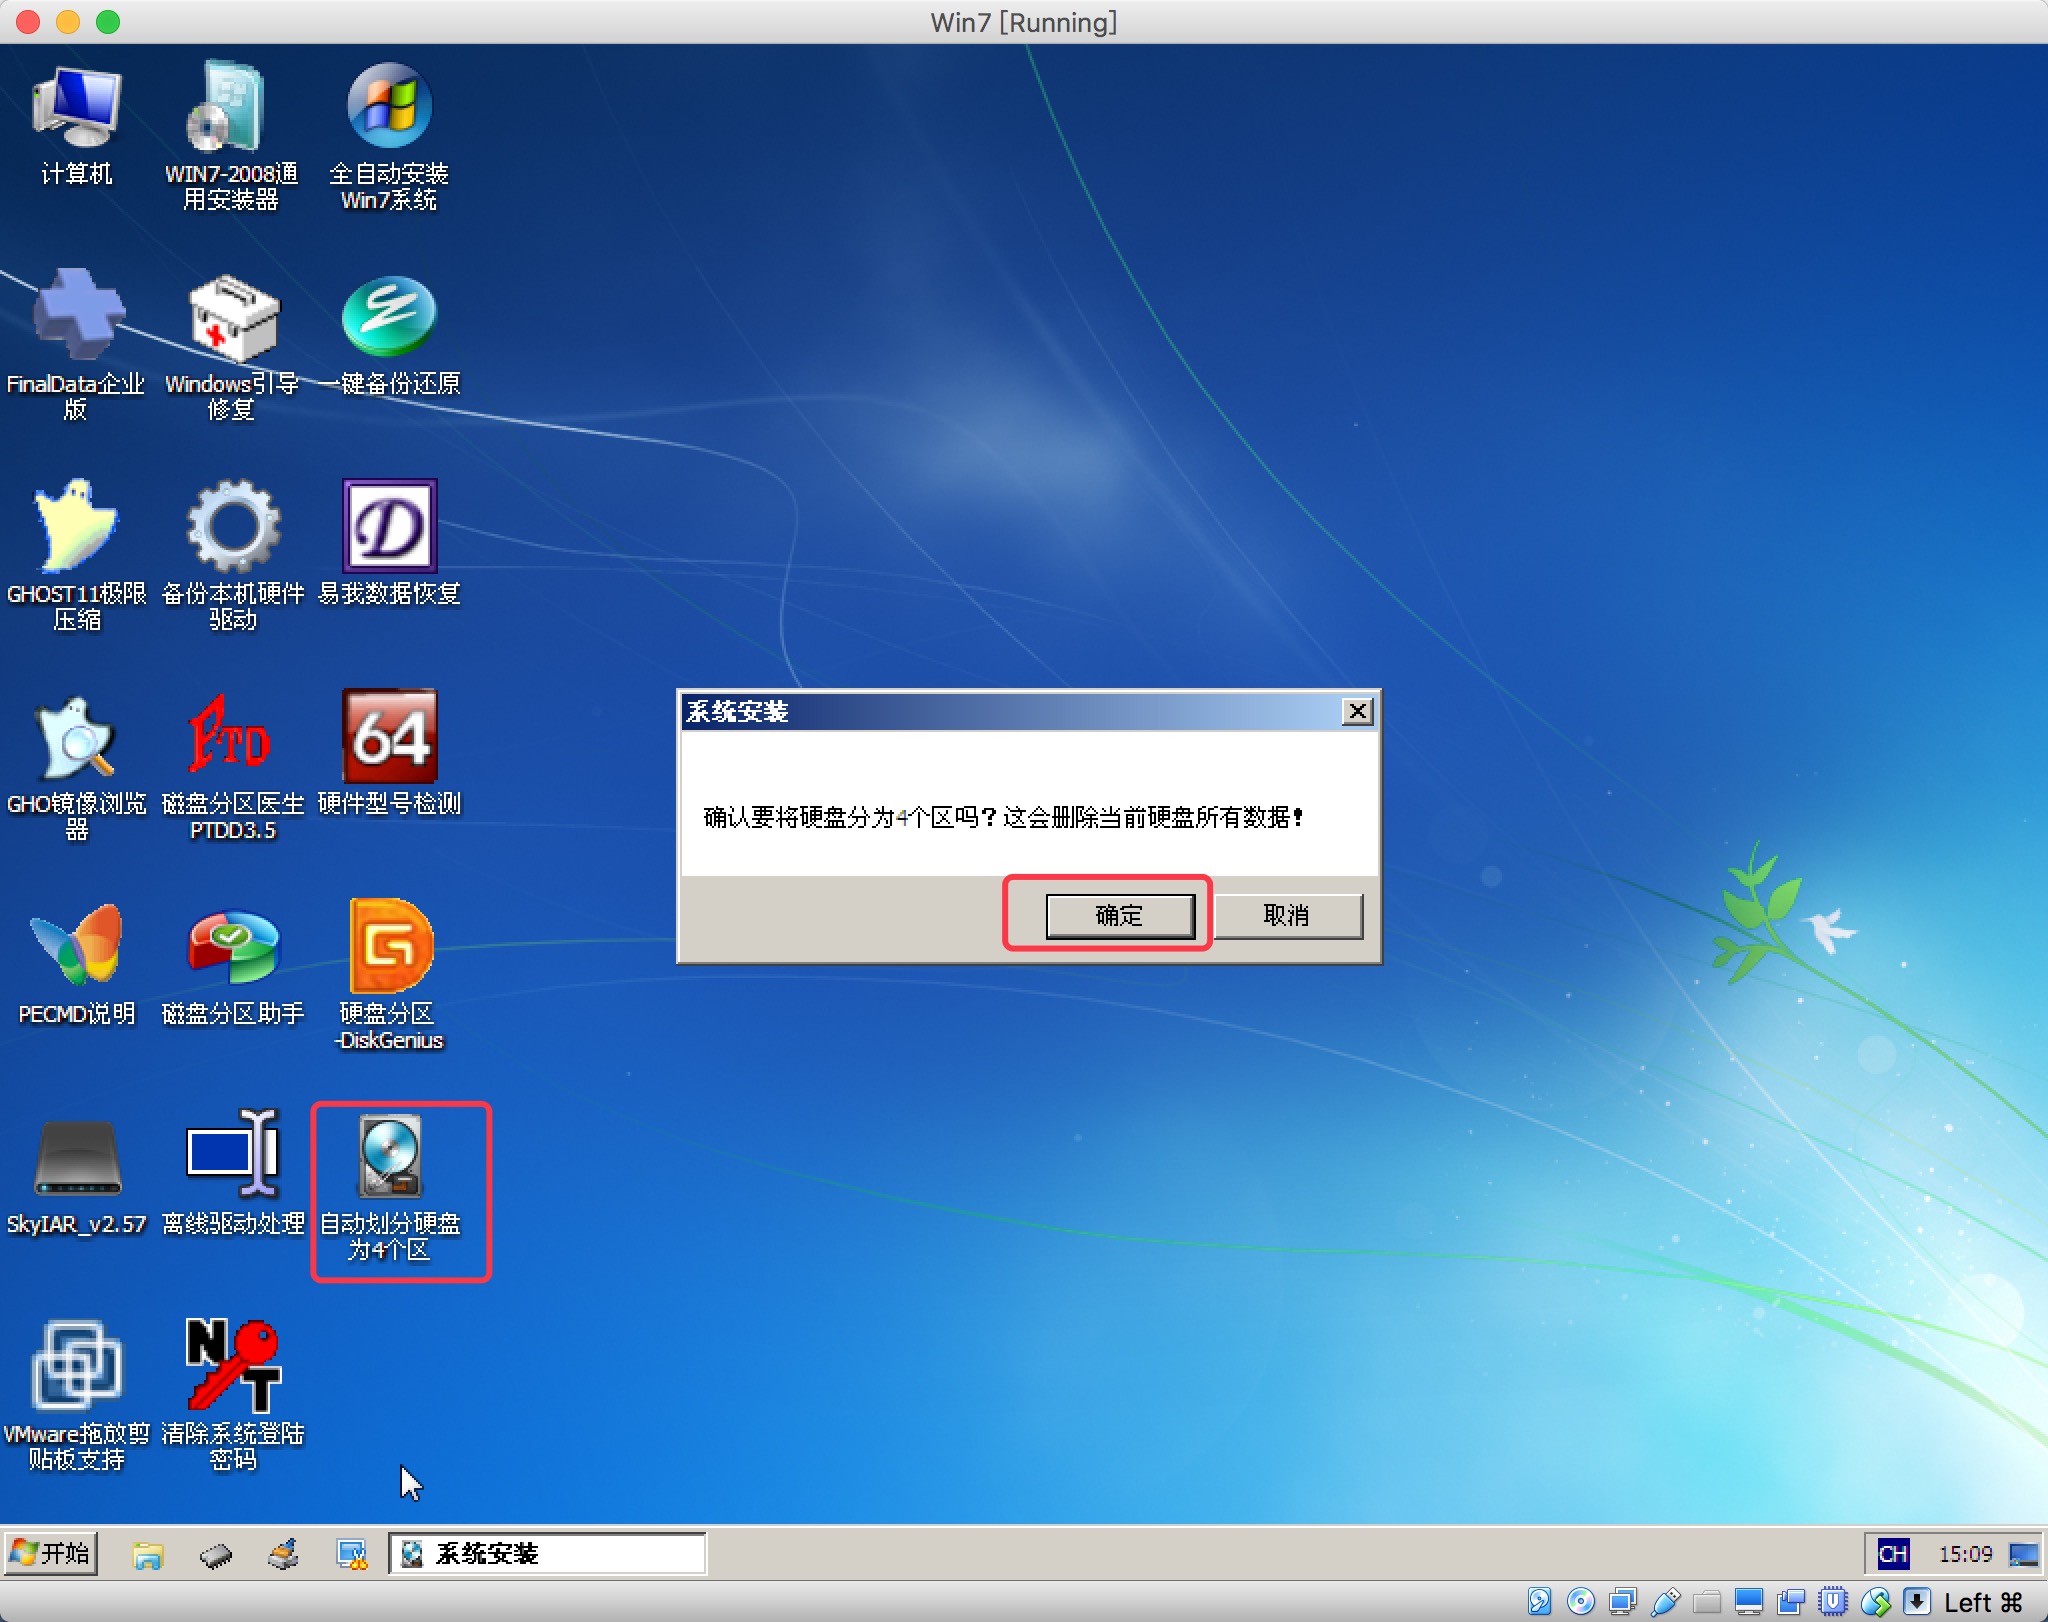 Win7 [Running]
计算机
WIN7-2008通
用安装器
全自动安装
Win7系统
FinalData企业
版
Windows引导
修复
一键备份还原
GHOST11极限
压缩
备份本机硬件
驱动
D
易我数据恢复
GHO镜像浏览
器
PTD
磁盘分区医生
PTDD3.5
64
硬件型号检测
系统安装
确认要将硬盘分为4个区吗？这会删除当前硬盘所有数据！
确定
取消
PECMD说明
磁盘分区助手
G
硬盘分区
-DiskGenius
SkyIAR_v2.57
离线驱动处理
自动划分硬盘
为4个区
VMware拖放剪
贴板支持
NT
清除系统登陆
密码
开始
系统安装
CH
15:09
Left ⌘